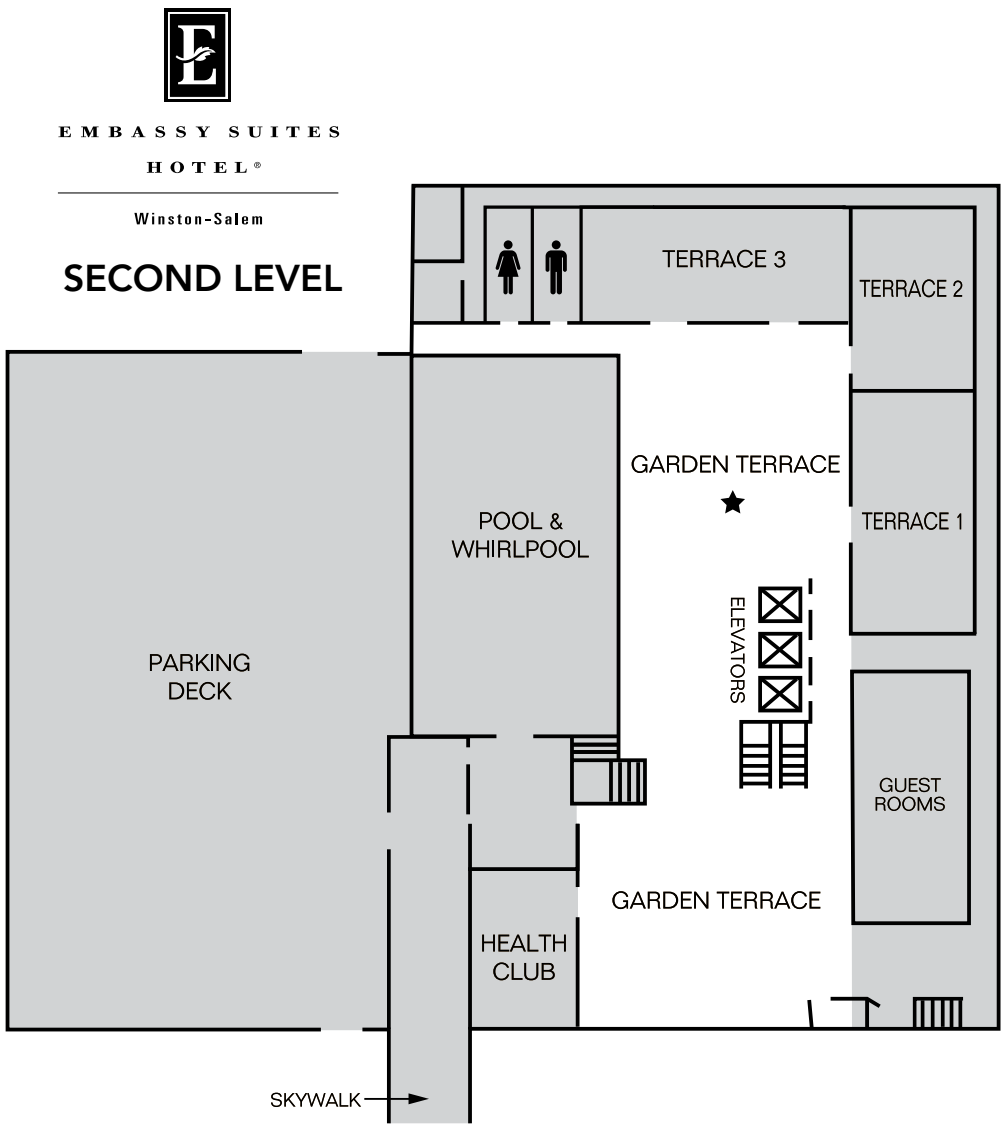 E
EMBASSY SUITES
HOTEL®
Winston-Salem
SECOND LEVEL
TERRACE 3
TERRACE 2
GARDEN TERRACE
TERRACE 1
POOL &
WHIRLPOOL
ELEVATORS
PARKING
DECK
GUEST
ROOMS
GARDEN TERRACE
HEALTH
CLUB
SKYWALK